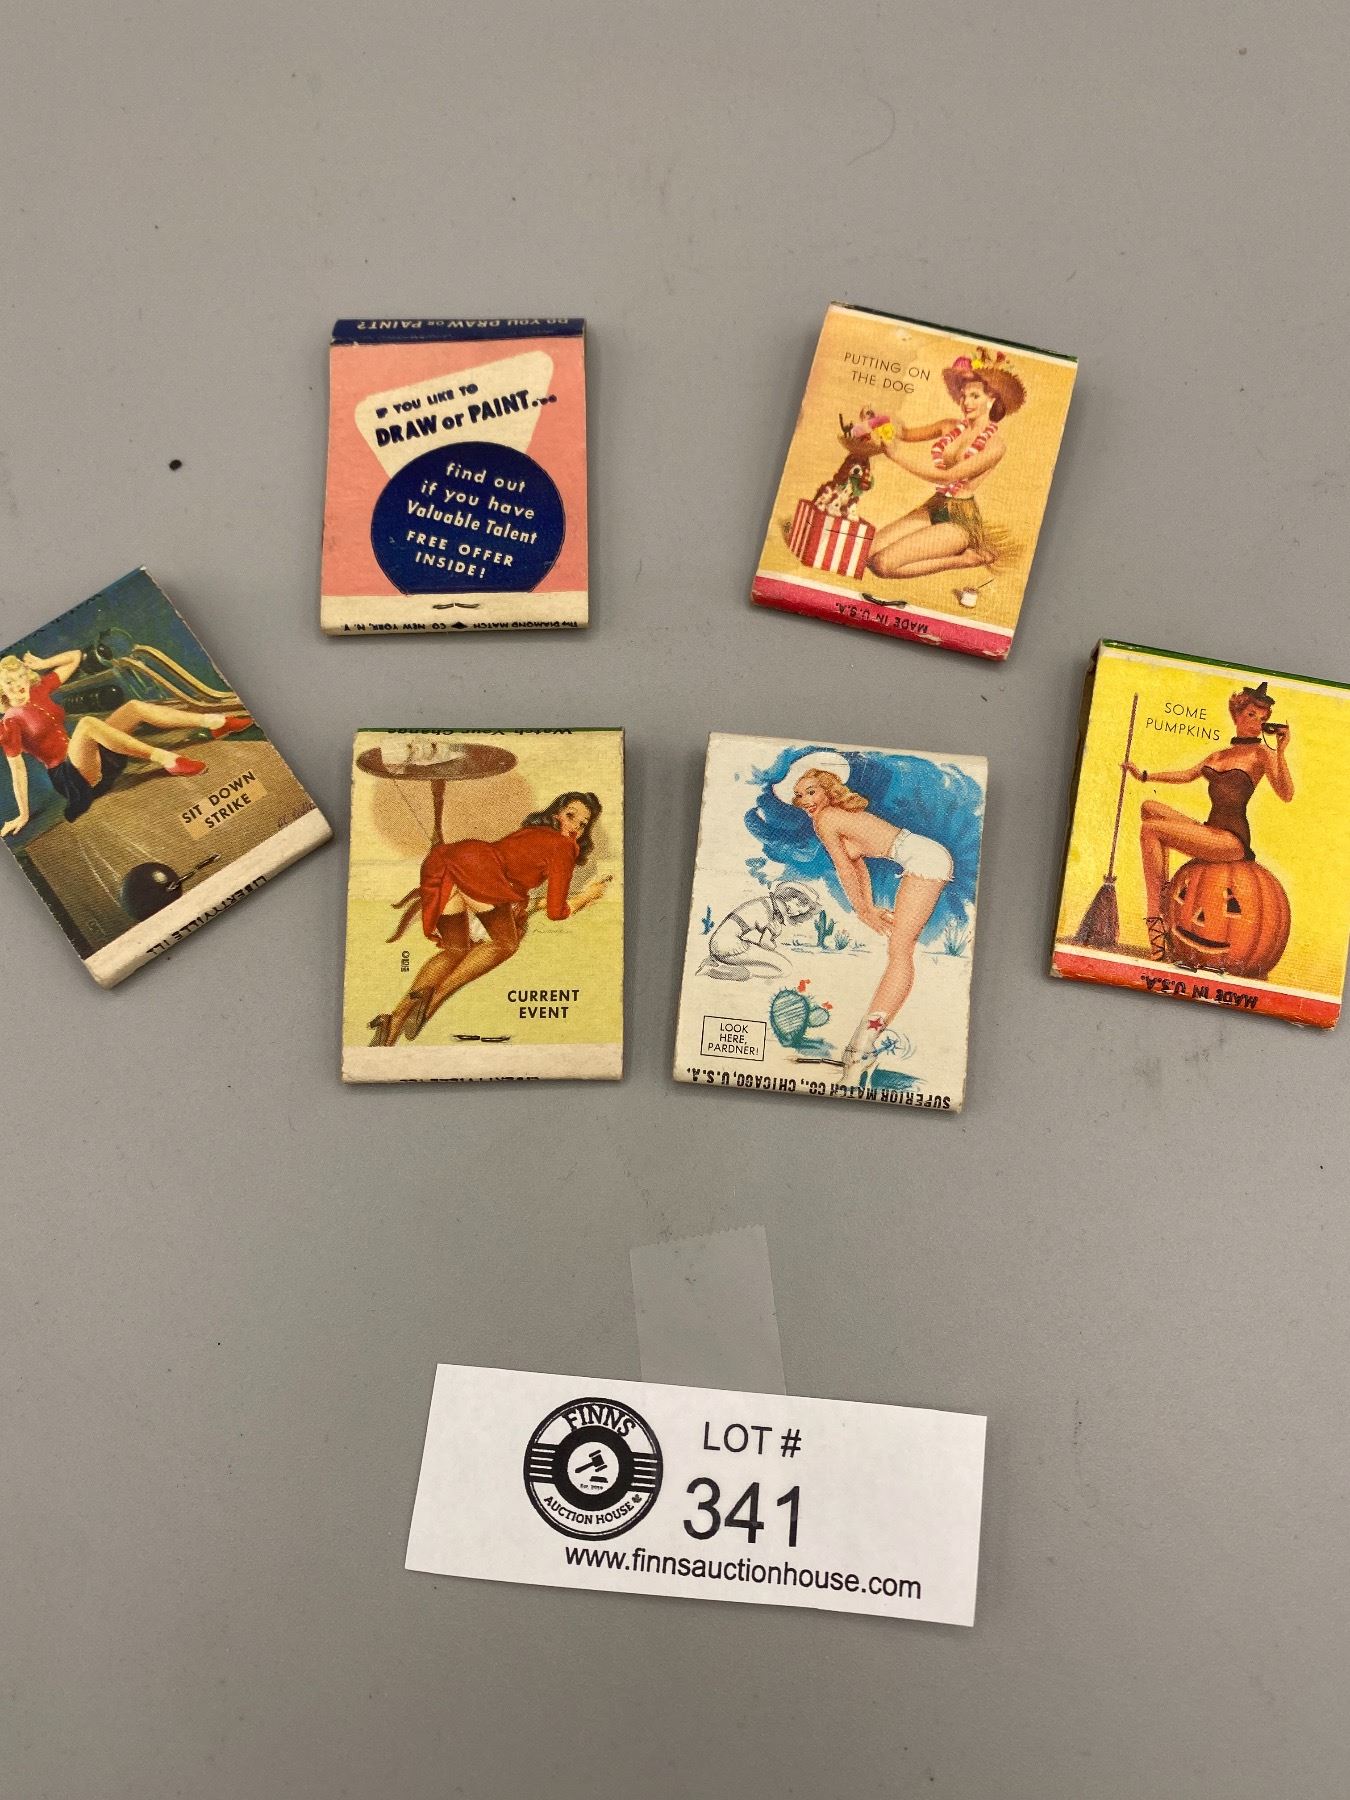 DO YOU DRAW OR PAINT?
IF YOU LIKE TO
DRAW or PAINT...
find out
if you have
Valuable Talent
FREE OFFER
INSIDE!
The DIAMOND MATCH CO NEW YORK, N. Y.
PUTTING ON
THE DOG
MADE IN U.S.A.
SIT DOWN
STRIKE
LIBERTYVILLE ILL
Watch Your Change
CURRENT
EVENT
LOOK
HERE,
PARDNER!
SUPERIOR MATCH CO., CHICAGO, U.S.A.
SOME
PUMPKINS
MADE IN U.S.A.
FINNS
AUCTION HOUSE
LOT #
341
www.finnsauctionhouse.com